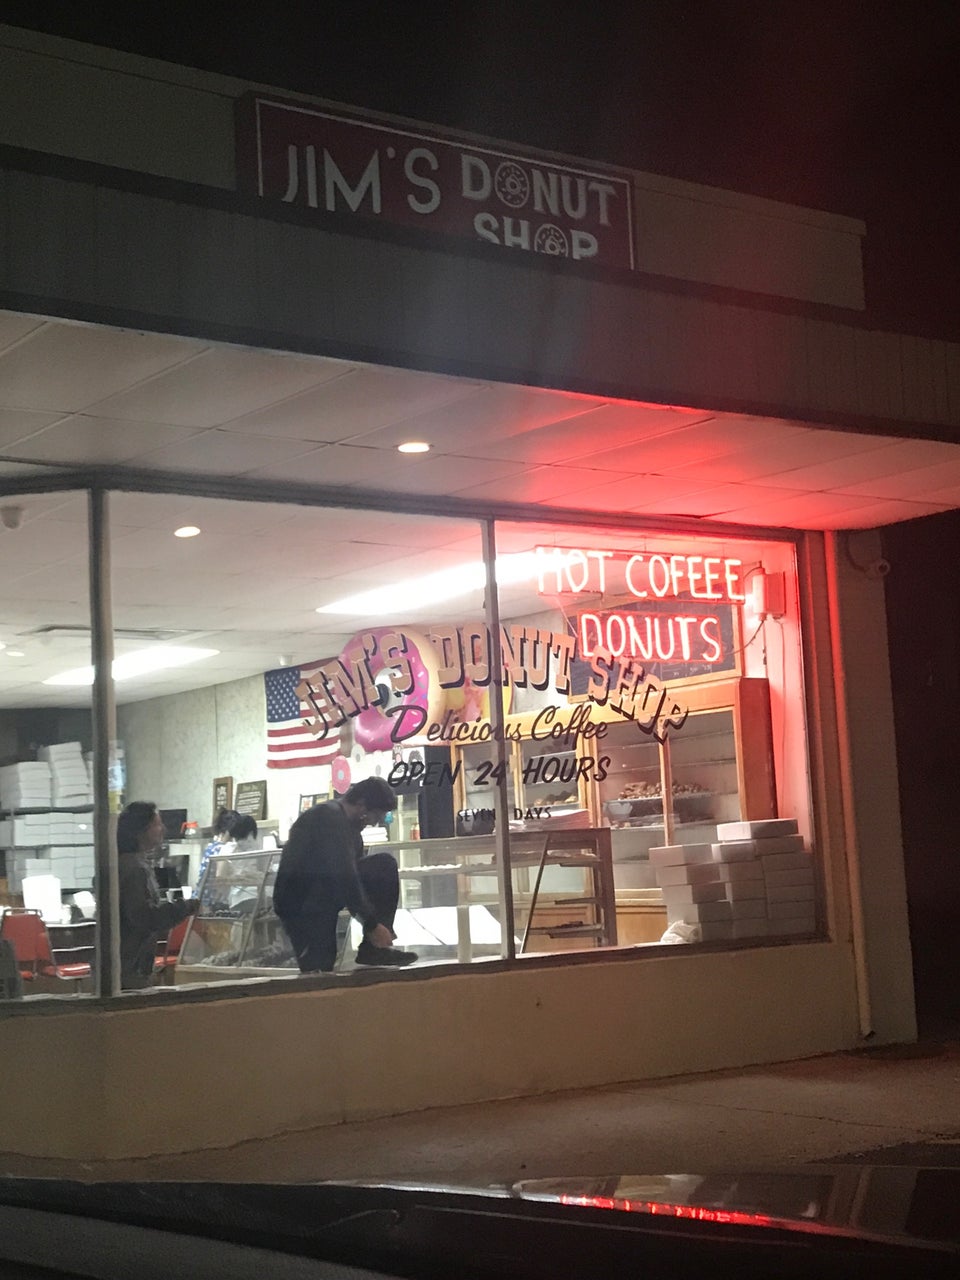 JIM'S DONUT
SHOP
HOT COFEEE
DONUTS
JIM'S DONUT SHOP
Delicious Coffee
OPEN 24 HOURS
SEVEN DAYS